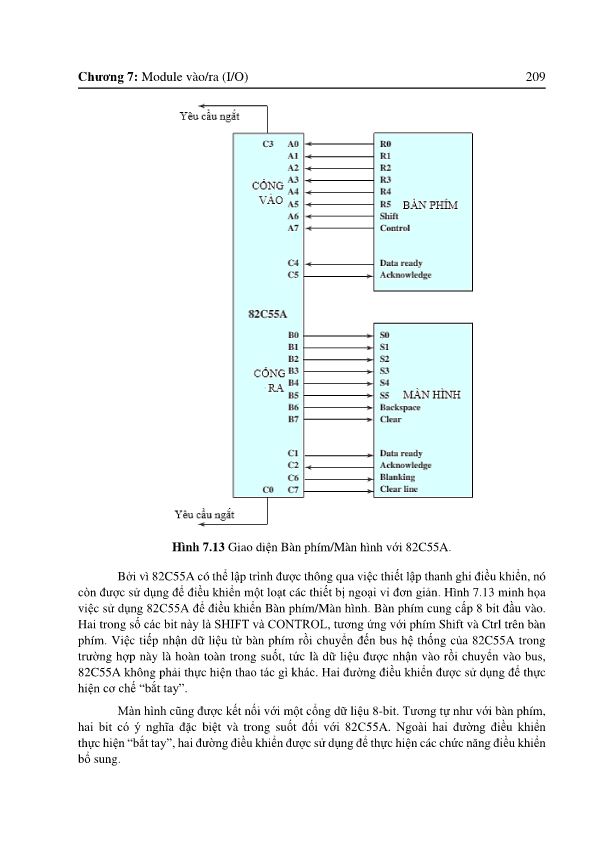 Chương 7: Module vào/ra (I/O) 209
Yêu cầu ngắt
C3 A0 R0
A1 R1
A2 R2
A3 R3
CỔNG A4 R4
VÀO A5 R5 BÀN PHÍM
A6 Shift
A7 Control
C4 Data ready
C5 Acknowledge
82C55A
B0 S0
B1 S1
B2 S2
CỔNG B3 S3
RA B4 S4
B5 S5 MÀN HÌNH
B6 Backspace
B7 Clear
C1 Data ready
C2 Acknowledge
C6 Blanking
C0 C7 Clear line
Yêu cầu ngắt
Hình 7.13 Giao diện Bàn phím/Màn hình với 82C55A.
Bởi vì 82C55A có thể lập trình được thông qua việc thiết lập thanh ghi điều khiển, nó
còn được sử dụng để điều khiển một loạt các thiết bị ngoại vi đơn giản. Hình 7.13 minh họa
việc sử dụng 82C55A để điều khiển Bàn phím/Màn hình. Bàn phím cung cấp 8 bit đầu vào.
Hai trong số các bit này là SHIFT và CONTROL, tương ứng với phím Shift và Ctrl trên bàn
phím. Việc tiếp nhận dữ liệu từ bàn phím rồi chuyển đến bus hệ thống của 82C55A trong
trường hợp này là hoàn toàn trong suốt, tức là dữ liệu được nhận vào rồi chuyển vào bus,
82C55A không phải thực hiện thao tác gì khác. Hai đường điều khiển được sử dụng để thực
hiện cơ chế “bắt tay”.
Màn hình cũng được kết nối với một cổng dữ liệu 8-bit. Tương tự như với bàn phím,
hai bit có ý nghĩa đặc biệt và trong suốt đối với 82C55A. Ngoài hai đường điều khiển
thực hiện “bắt tay”, hai đường điều khiển được sử dụng để thực hiện các chức năng điều khiển
bổ sung.